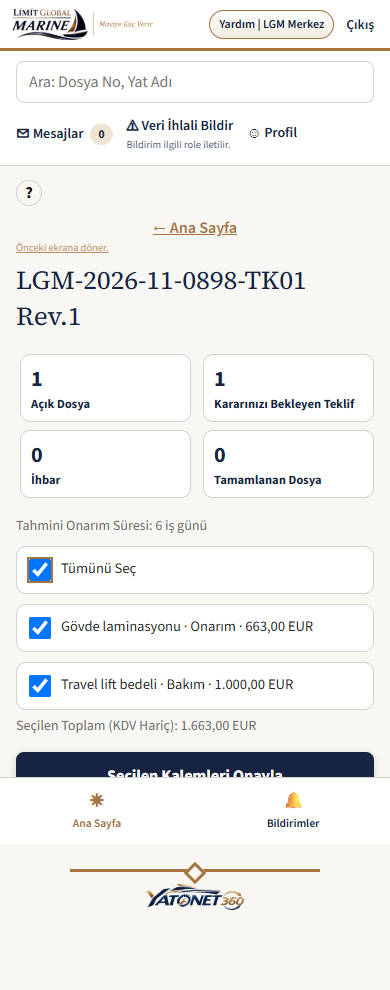 LİMİT GLOBAL
MARINE
Maviye Güç Verir
Yardım | LGM Merkez
Çıkış
Ara: Dosya No, Yat Adı
Mesajlar 0
⚠ Veri İhlali Bildir
Bildirim ilgili role iletilir.
☺ Profil
?
← Ana Sayfa
Önceki ekrana döner.
LGM-2026-11-0898-TK01
Rev.1
1
Açık Dosya
1
Kararınızı Bekleyen Teklif
0
İhbar
0
Tamamlanan Dosya
Tahmini Onarım Süresi: 6 iş günü
Tümünü Seç
Gövde laminasyonu · Onarım · 663,00 EUR
Travel lift bedeli · Bakım · 1.000,00 EUR
Seçilen Toplam (KDV Hariç): 1.663,00 EUR
Seçilen Kalemleri Onayla
Ana Sayfa
Bildirimler
YATONET360